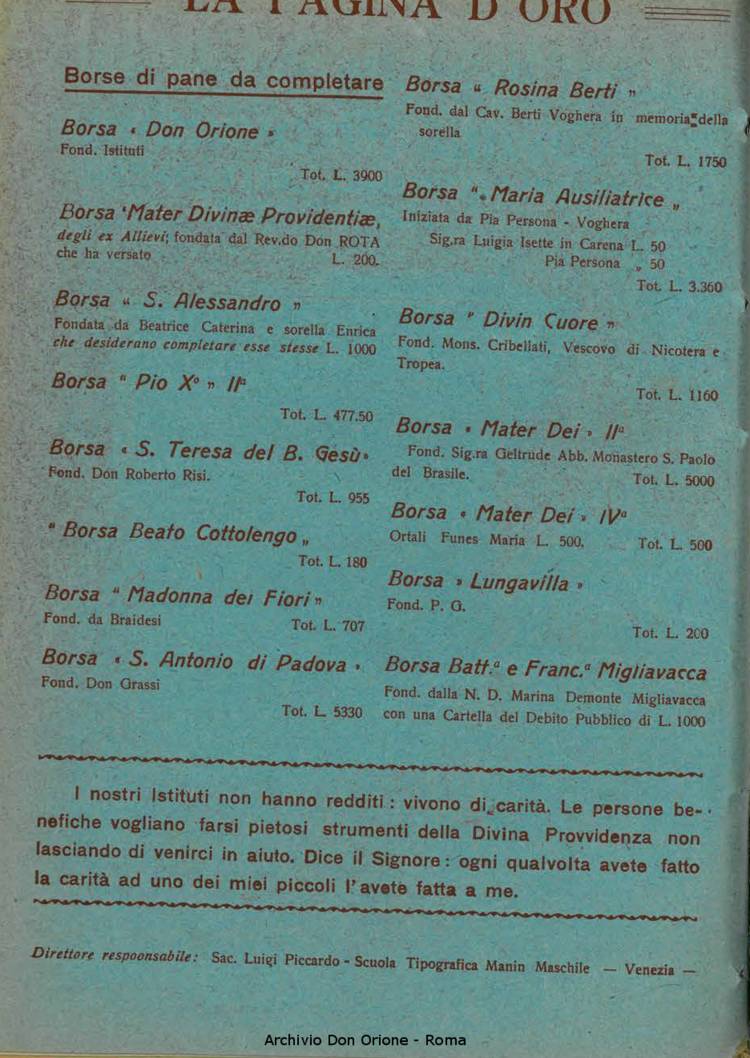 LA PAGINA D'ORO
Borse di pane da completare
Borsa « Don Orione »
Fond. Istituti
Tot. L. 3900
Borsa 'Mater Divinæ Providentiæ,
degli ex Allievi; fondata dal Rev.do Don ROTA
che ha versato L. 200.
Borsa “ S. Alessandro ”
Fondata da Beatrice Caterina e sorella Enrica
che desiderano completare esse stesse L. 1000
Borsa “ Pio X° ” IIª
Tot. L. 477.50
Borsa « S. Teresa del B. Gesù»
Fond. Don Roberto Risi.
Tot. L. 955
“ Borsa Beato Cottolengo „
Tot. L. 180
Borsa “ Madonna dei Fiori ”
Fond. da Braidesi Tot. L. 707
Borsa « S. Antonio di Padova »
Fond. Don Grassi
Tot. L. 5330
Borsa “ Rosina Berti ”
Fond. dal Cav. Berti Voghera in memoria della
sorella
Tot. L. 1750
Borsa “ Maria Ausiliatrice „
Iniziata da Pia Persona - Voghera
Sig.ra Luigia Isette in Carena L. 50
Pia Persona „ 50
Tot. L. 3.360
Borsa ” Divin Cuore ”
Fond. Mons. Cribellati, Vescovo di Nicotera e
Tropea.
Tot. L. 1160
Borsa « Mater Dei » IIª
Fond. Sig.ra Geltrude Abb. Monastero S. Paolo
del Brasile. Tot. L. 5000
Borsa « Mater Dei » IVª
Ortali Funes Maria L. 500. Tot. L. 500
Borsa » Lungavilla »
Fond. P. G.
Tot. L. 200
Borsa Batt.ª e Franc.ª Migliavacca
Fond. dalla N. D. Marina Demonte Migliavacca
con una Cartella del Debito Pubblico di L. 1000
I nostri Istituti non hanno redditi : vivono di carità. Le persone be-
nefiche vogliano farsi pietosi strumenti della Divina Provvidenza non
lasciando di venirci in aiuto. Dice il Signore : ogni qualvolta avete fatto
la carità ad uno dei miei piccoli l'avete fatta a me.
Direttore respoonsabile: Sac. Luigi Piccardo - Scuola Tipografica Manin Maschile — Venezia —
Archivio Don Orione - Roma